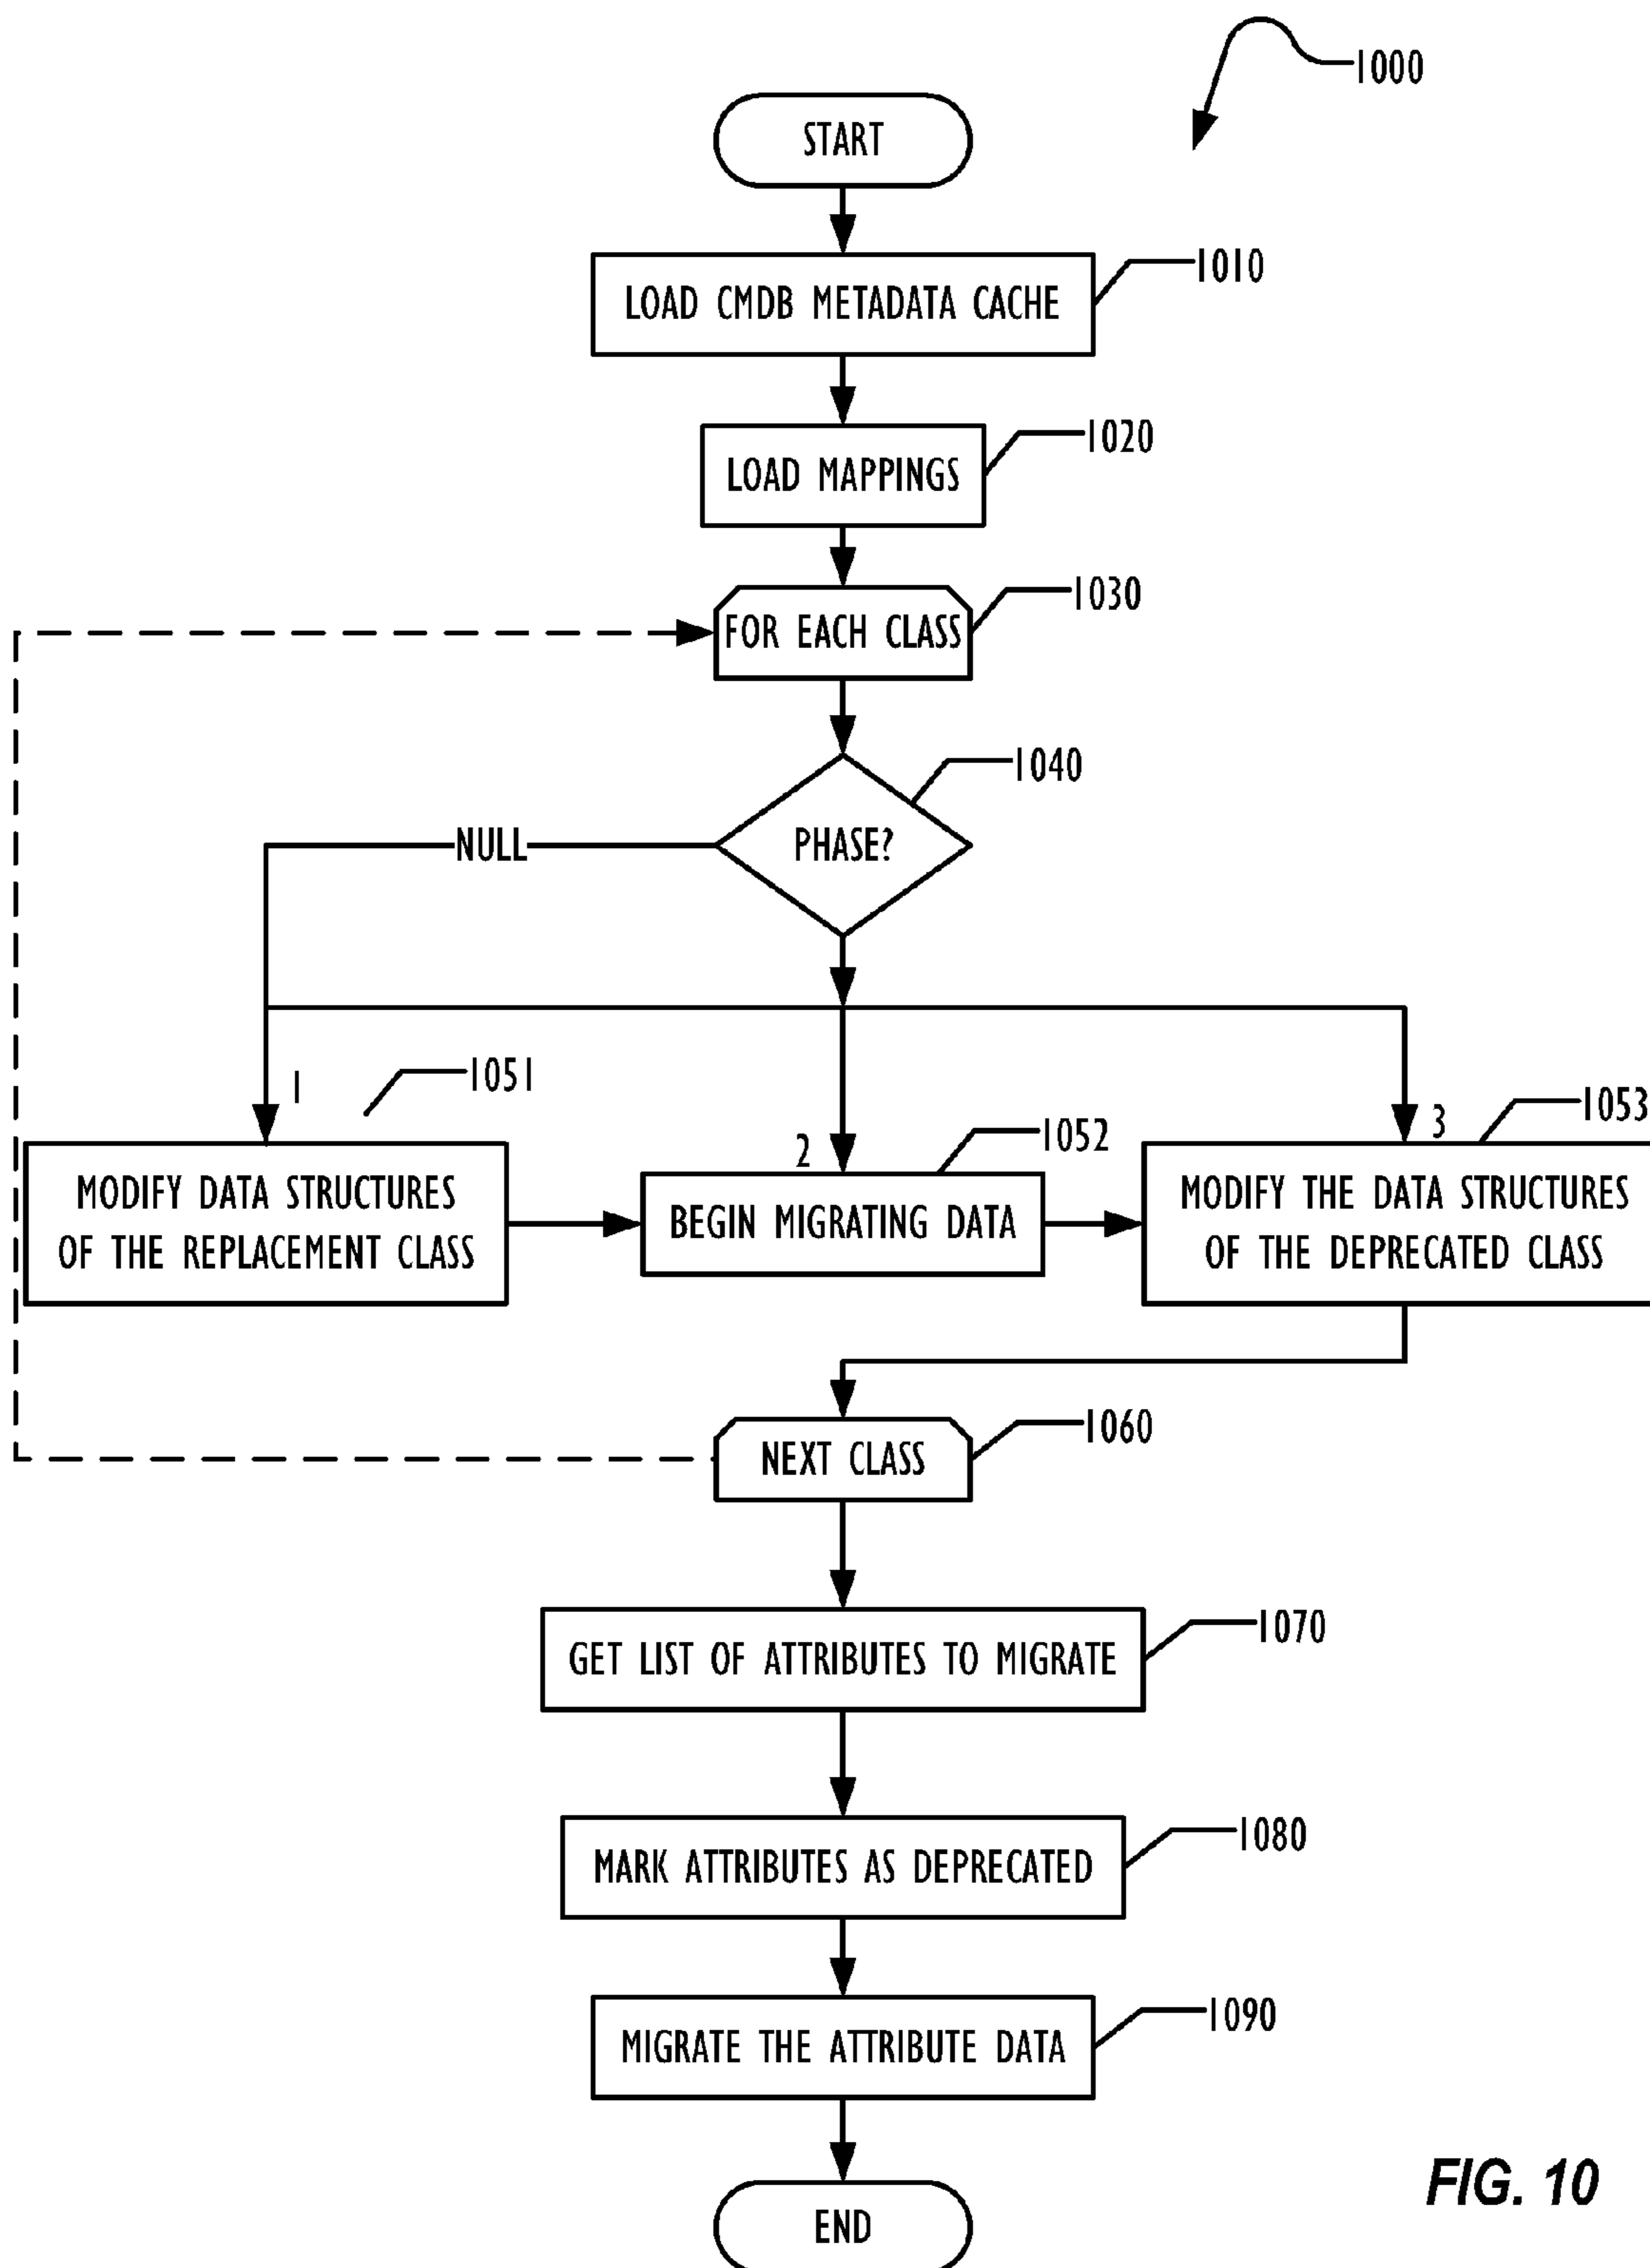 1000
START
LOAD CMDB METADATA CACHE
1010
LOAD MAPPINGS
1020
FOR EACH CLASS
1030
PHASE?
1040
NULL
1
1051
MODIFY DATA STRUCTURES
OF THE REPLACEMENT CLASS
2
1052
BEGIN MIGRATING DATA
3
1053
MODIFY THE DATA STRUCTURES
OF THE DEPRECATED CLASS
NEXT CLASS
1060
GET LIST OF ATTRIBUTES TO MIGRATE
1070
MARK ATTRIBUTES AS DEPRECATED
1080
MIGRATE THE ATTRIBUTE DATA
1090
END
FIG. 10